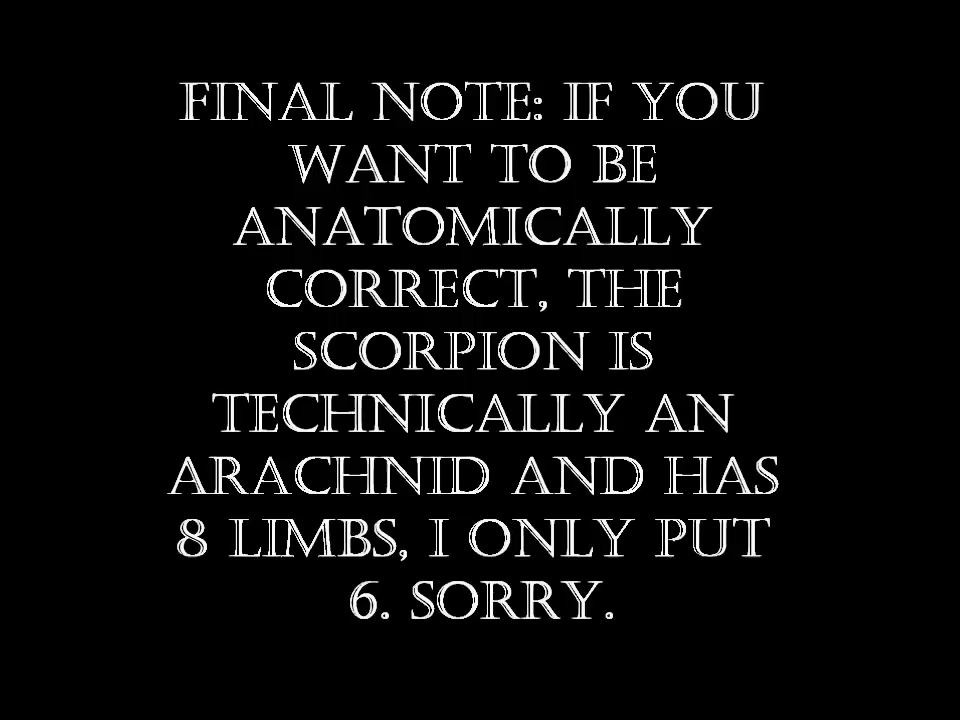 FINAL NOTE: IF YOU
WANT TO BE
ANATOMICALLY
CORRECT, THE
SCORPION IS
TECHNICALLY AN
ARACHNID AND HAS
8 LIMBS, I ONLY PUT
6. SORRY.